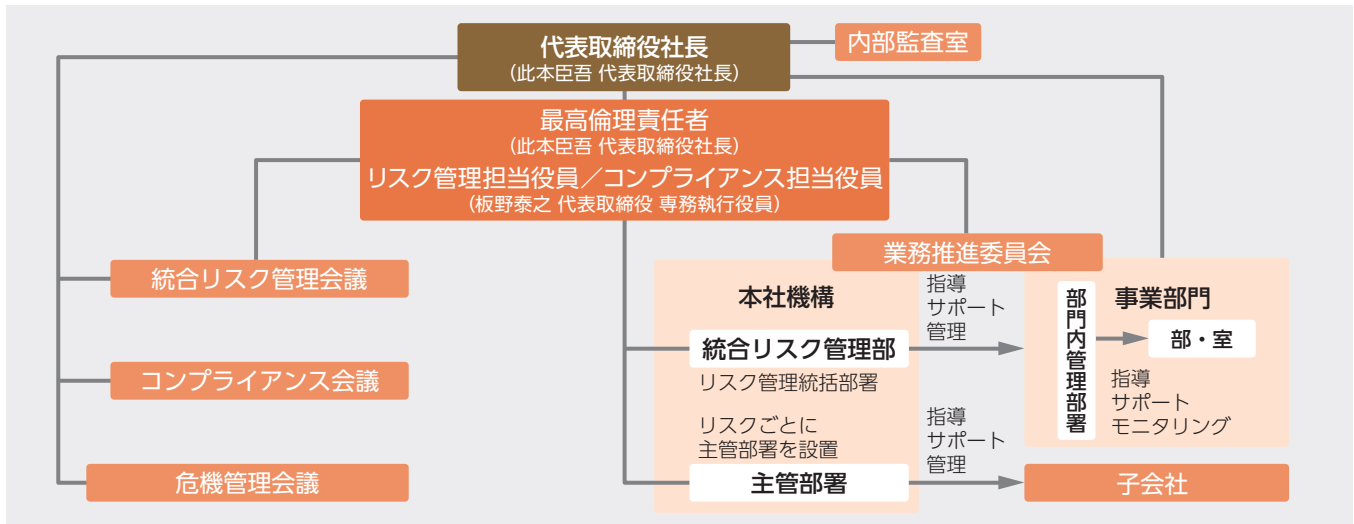 代表取締役社長
(此本臣吾 代表取締役社長)
内部監査室
最高倫理責任者
(此本臣吾 代表取締役社長)
リスク管理担当役員／コンプライアンス担当役員
(板野泰之 代表取締役 専務執行役員)
統合リスク管理会議
コンプライアンス会議
危機管理会議
業務推進委員会
本社機構
統合リスク管理部
リスク管理統括部署
リスクごとに
主管部署を設置
主管部署
指導
サポート
管理
指導
サポート
管理
事業部門
部門内管理部署
部・室
指導
サポート
モニタリング
子会社